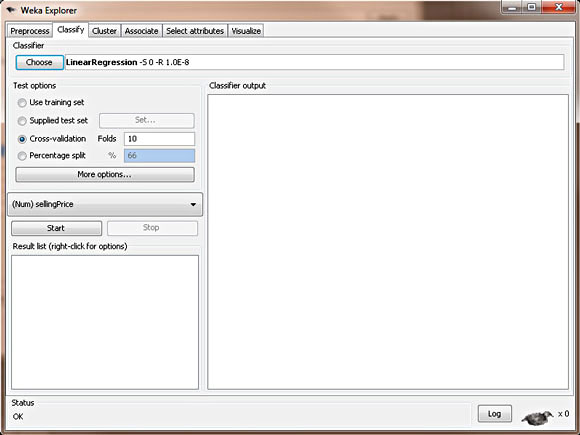 Weka Explorer
Preprocess Classify Cluster Associate Select attributes Visualize
Classifier
Choose LinearRegression -S 0 -R 1.0E-8
Test options
Use training set
Supplied test set Set...
Cross-validation Folds 10
Percentage split % 66
More options...
(Num) sellingPrice
Start Stop
Result list (right-click for options)
Classifier output
Status
OK
Log
x 0